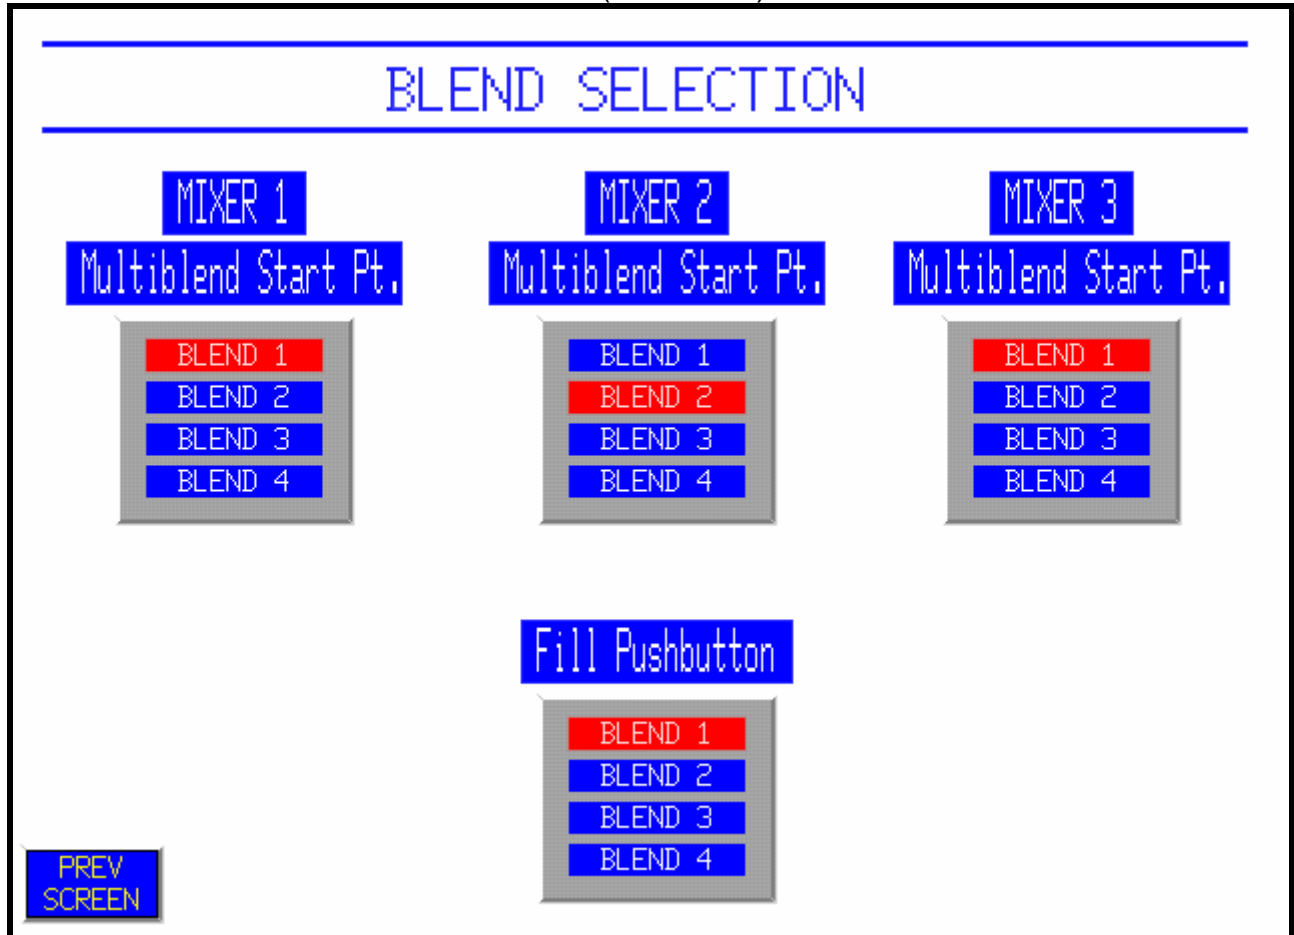 BLEND SELECTION
MIXER 1
Multiblend Start Pt.
BLEND 1
BLEND 2
BLEND 3
BLEND 4
MIXER 2
Multiblend Start Pt.
BLEND 1
BLEND 2
BLEND 3
BLEND 4
MIXER 3
Multiblend Start Pt.
BLEND 1
BLEND 2
BLEND 3
BLEND 4
Fill Pushbutton
BLEND 1
BLEND 2
BLEND 3
BLEND 4
PREV
SCREEN